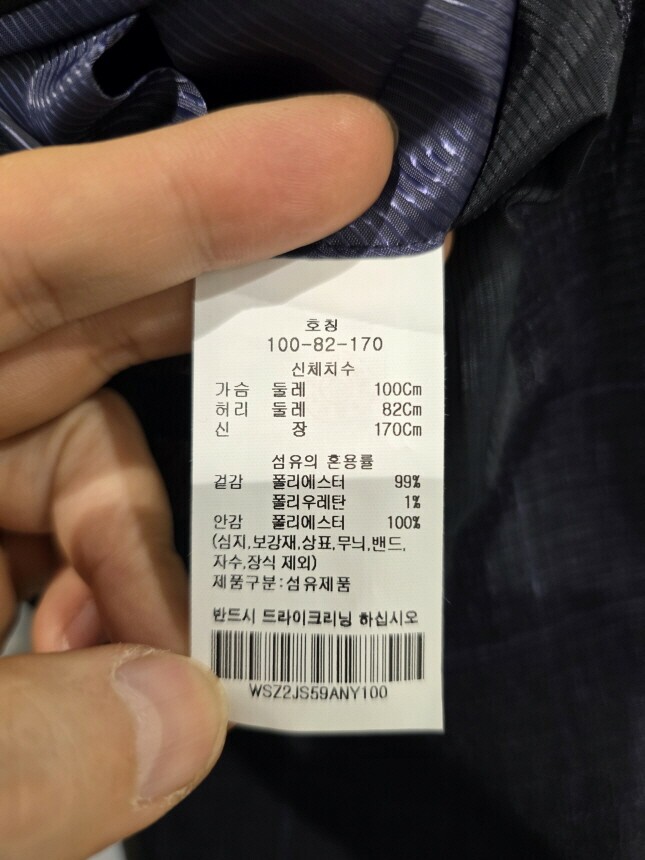 호칭
100-82-170
신체치수
가슴 둘레 100Cm
허리 둘레 82Cm
신 장 170Cm
섬유의 혼용률
겉감 폴리에스터 99%
폴리우레탄 1%
안감 폴리에스터 100%
(심지,보강재,상표,무늬,밴드,
자수,장식 제외)
제품구분:섬유제품
반드시 드라이크리닝 하십시오
WSZ2JS59ANY100